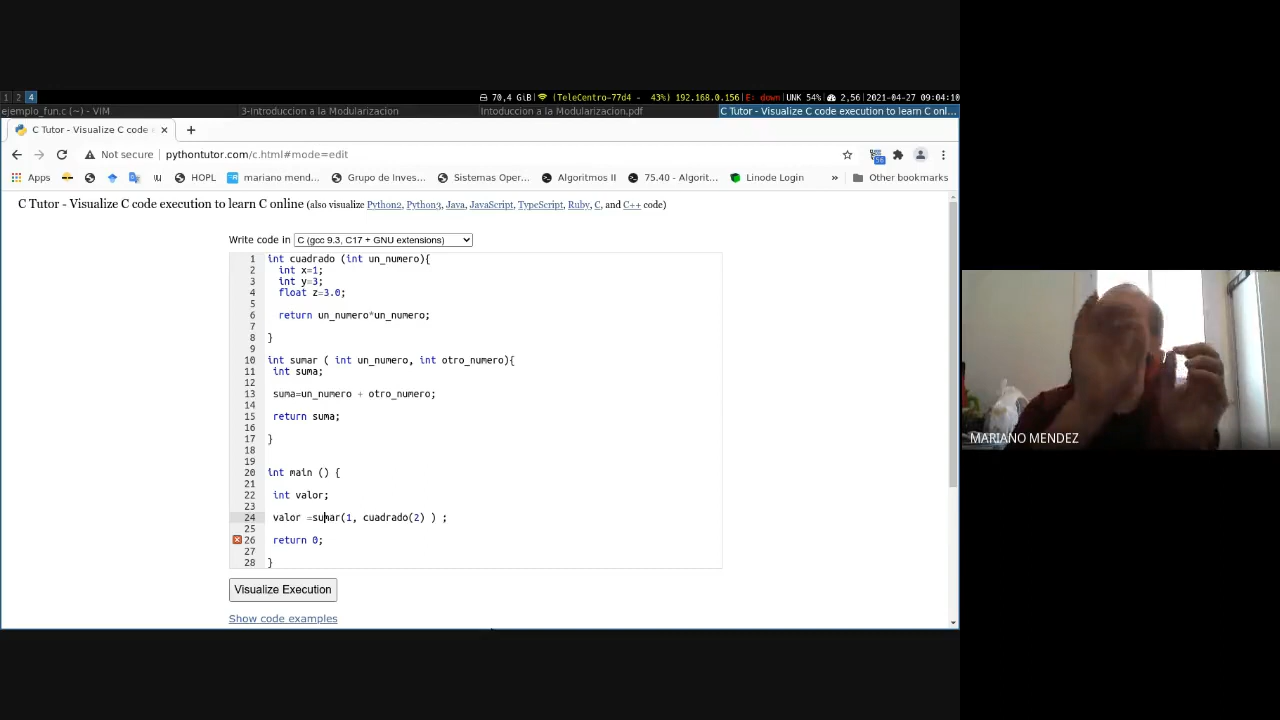 1 2 4 70,4 GiB (TeleCentro-77d4 - 43%) 192.168.0.156 E: down UNK 54% 2,56 2021-04-27 09:04:10
ejemplo_fun.c (~) - VIM 3-Introduccion a la Modularizacion Intoduccion a la Modularizacion.pdf C Tutor - Visualize C code execution to learn C onl...
C Tutor - Visualize C code
Not secure pythontutor.com/c.html#mode=edit
Apps HOPL mariano mend... Grupo de Inves... Sistemas Oper... Algoritmos II 75.40 - Algorit... Linode Login » Other bookmarks
C Tutor - Visualize C code execution to learn C online (also visualize Python2, Python3, Java, JavaScript, TypeScript, Ruby, C, and C++ code)
Write code in C (gcc 9.3, C17 + GNU extensions)
1 int cuadrado (int un_numero){
2 int x=1;
3 int y=3;
4 float z=3.0;
5
6 return un_numero*un_numero;
7
8 }
9
10 int sumar ( int un_numero, int otro_numero){
11 int suma;
12
13 suma=un_numero + otro_numero;
14
15 return suma;
16
17 }
18
19
20 int main () {
21
22 int valor;
23
24 valor =sumar(1, cuadrado(2) ) ;
25
26 return 0;
27
28 }
Visualize Execution
Show code examples
MARIANO MENDEZ